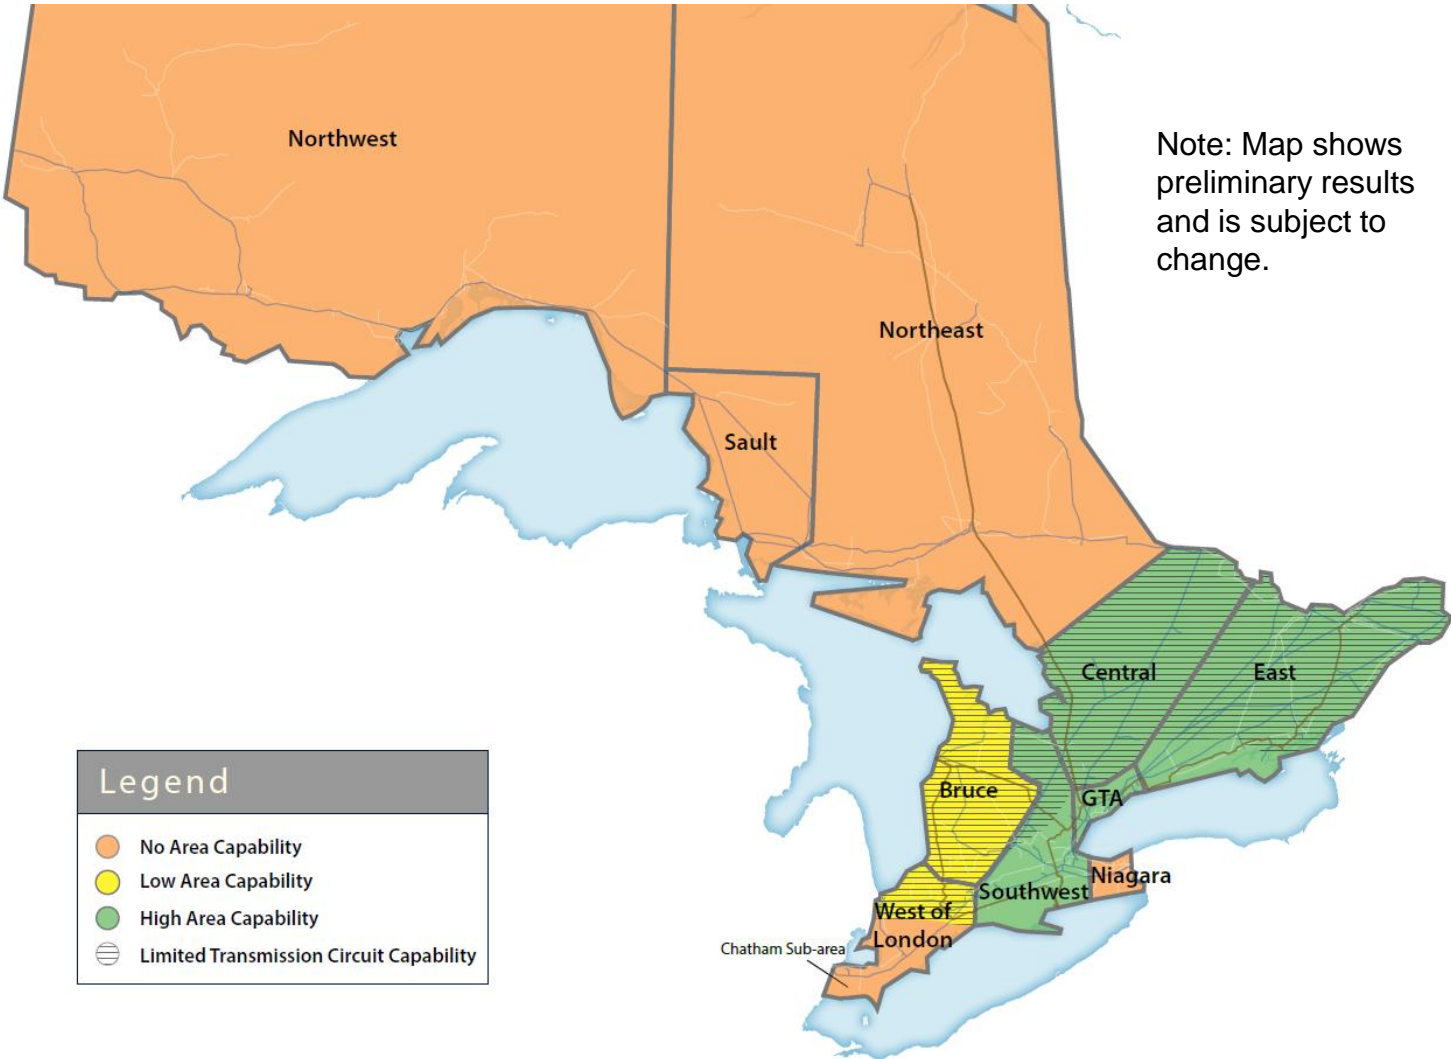 Northwest
Note: Map shows
preliminary results
and is subject to
change.
Northeast
Sault
Central
East
Bruce
GTA
Niagara
Southwest
West of
London
Chatham Sub-area
Legend
No Area Capability
Low Area Capability
High Area Capability
Limited Transmission Circuit Capability